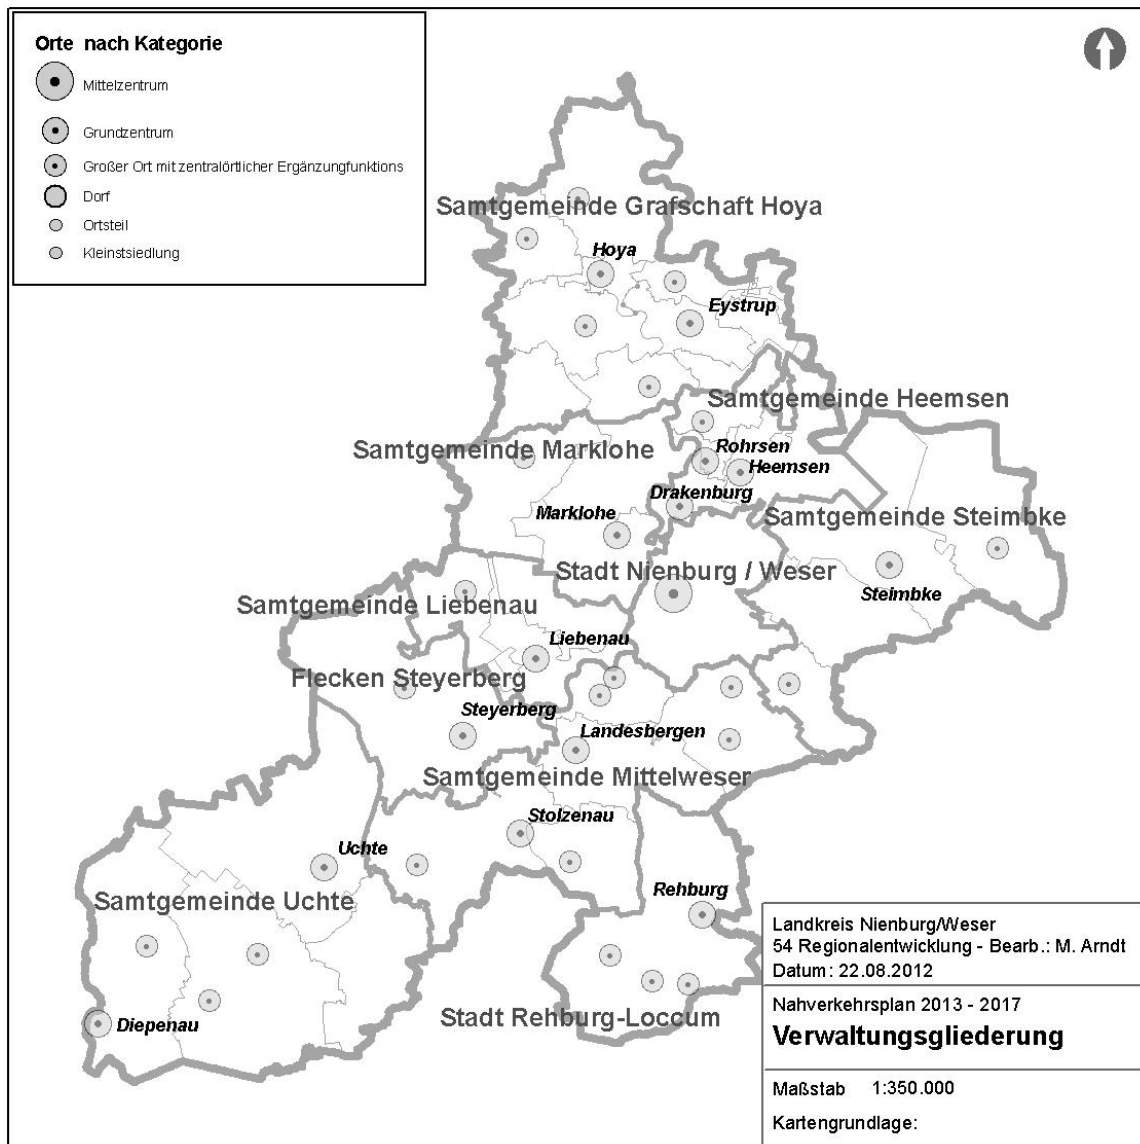 Orte nach Kategorie
Mittelzentrum
Grundzentrum
Großer Ort mit zentralörtlicher Ergänzungfunktions
Dorf
Ortsteil
Kleinstsiedlung
Samtgemeinde Grafschaft Hoya
Hoya
Eystrup
Samtgemeinde Heemsen
Samtgemeinde Marklohe
Rohrsen
Heemsen
Drakenburg
Marklohe
Samtgemeinde Steimbke
Stadt Nienburg / Weser
Steimbke
Samtgemeinde Liebenau
Liebenau
Flecken Steyerberg
Steyerberg
Landesbergen
Samtgemeinde Mittelweser
Stolzenau
Uchte
Rehburg
Samtgemeinde Uchte
Diepenau
Stadt Rehburg-Loccum
Landkreis Nienburg/Weser
54 Regionalentwicklung - Bearb.: M. Arndt
Datum: 22.08.2012
Nahverkehrsplan 2013 - 2017
Verwaltungsgliederung
Maßstab 1:350.000
Kartengrundlage: